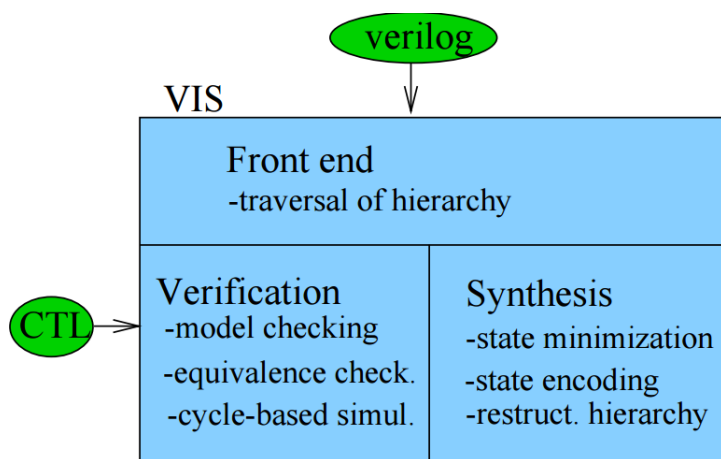 verilog
VIS
Front end
-traversal of hierarchy
CTL
Verification
-model checking
-equivalence check.
-cycle-based simul.
Synthesis
-state minimization
-state encoding
-restruct. hierarchy